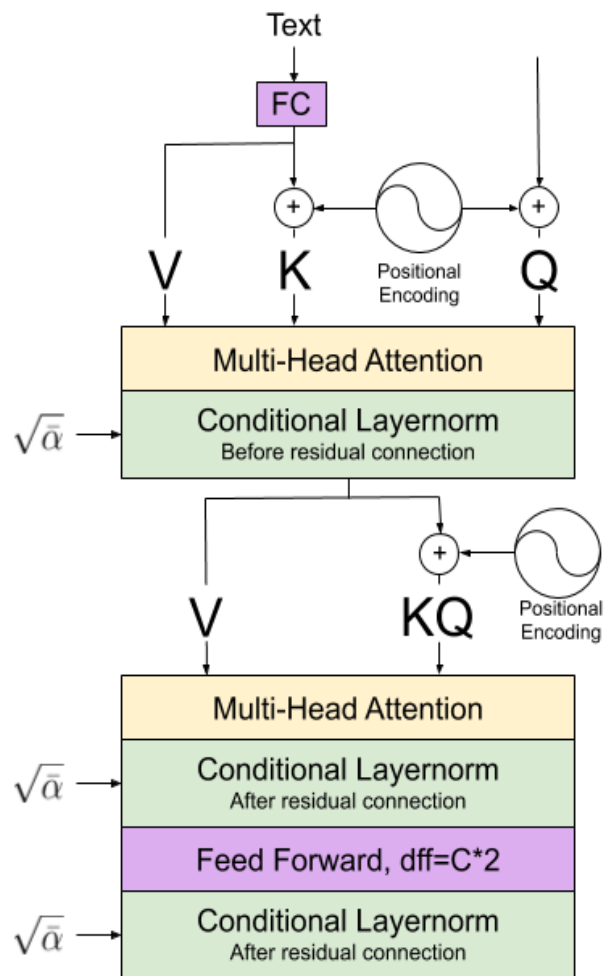 Text
FC
+
+
V
K
Positional
Encoding
Q
Multi-Head Attention
√ᾱ
Conditional Layernorm
Before residual connection
+
V
KQ
Positional
Encoding
Multi-Head Attention
√ᾱ
Conditional Layernorm
After residual connection
Feed Forward, dff=C*2
√ᾱ
Conditional Layernorm
After residual connection